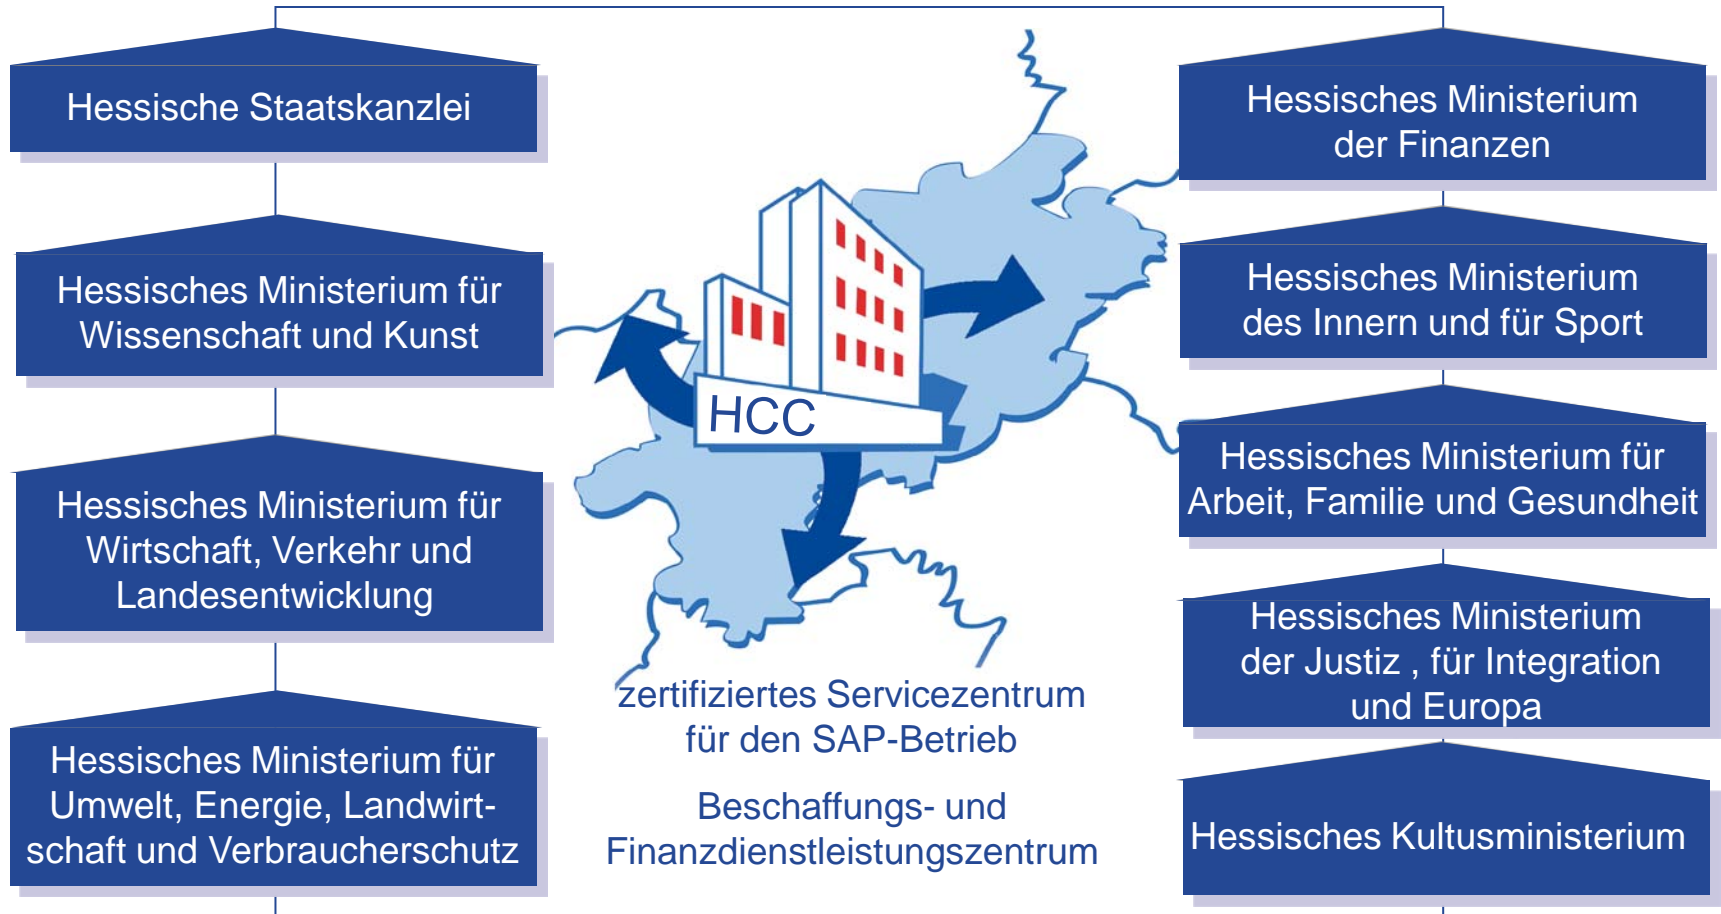 Hessische Staatskanzlei
Hessisches Ministerium für
Wissenschaft und Kunst
Hessisches Ministerium für
Wirtschaft, Verkehr und
Landesentwicklung
Hessisches Ministerium für
Umwelt, Energie, Landwirt-
schaft und Verbraucherschutz
HCC
zertifiziertes Servicezentrum
für den SAP-Betrieb
Beschaffungs- und
Finanzdienstleistungszentrum
Hessisches Ministerium
der Finanzen
Hessisches Ministerium
des Innern und für Sport
Hessisches Ministerium für
Arbeit, Familie und Gesundheit
Hessisches Ministerium
der Justiz , für Integration
und Europa
Hessisches Kultusministerium